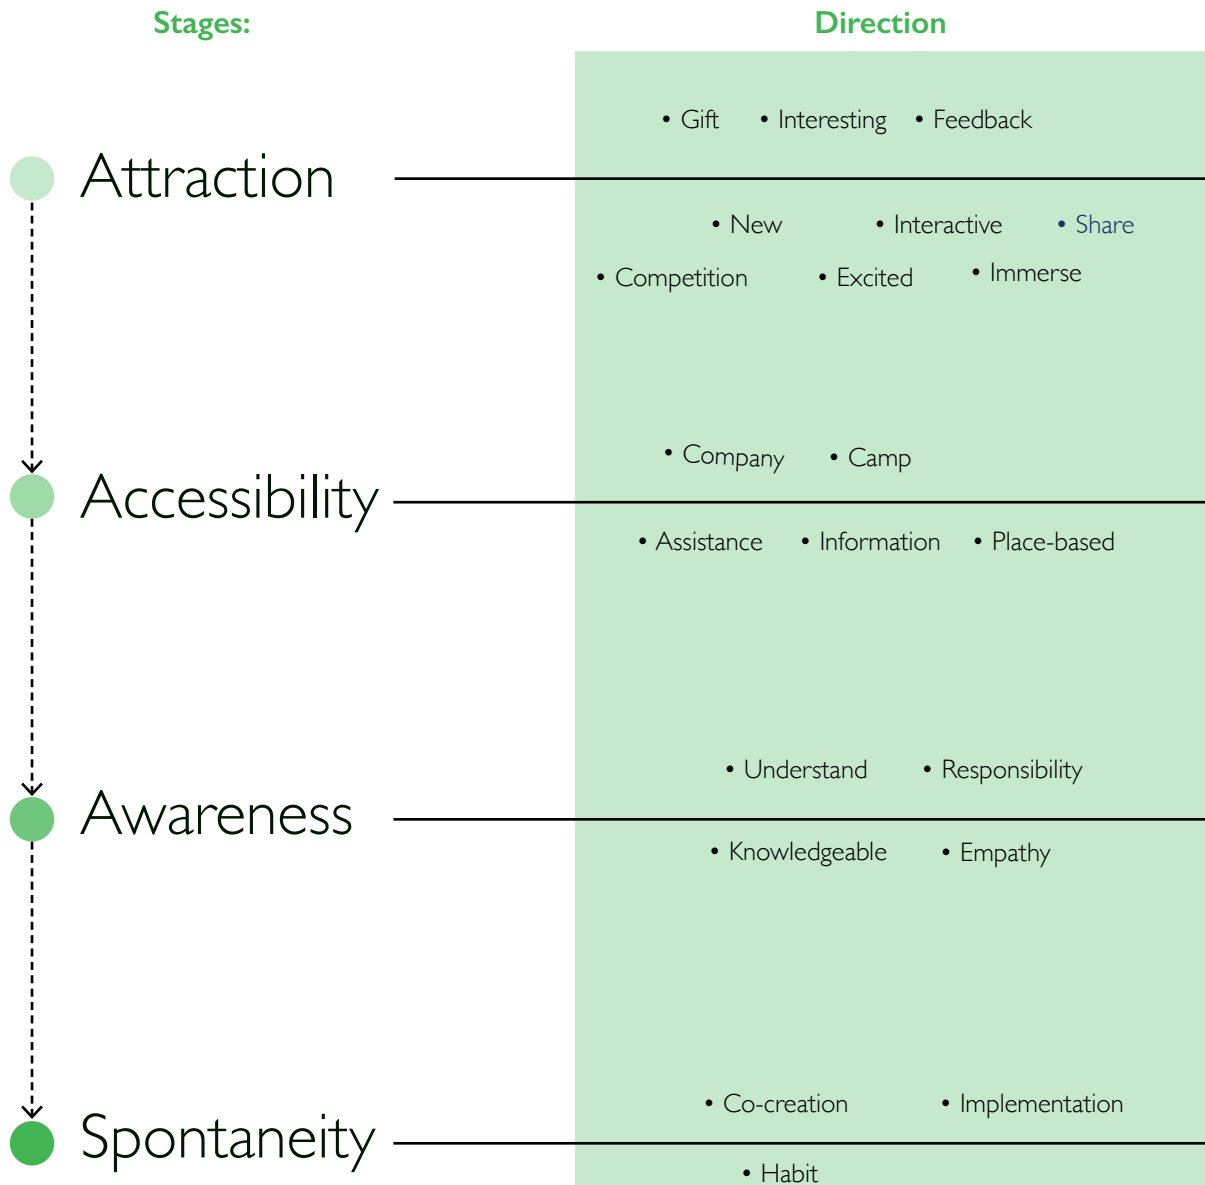 Stages: Direction
• Gift • Interesting • Feedback
Attraction
• New • Interactive • Share
• Competition • Excited • Immerse
• Company • Camp
Accessibility
• Assistance • Information • Place-based
• Understand • Responsibility
Awareness
• Knowledgeable • Empathy
• Co-creation • Implementation
Spontaneity
• Habit